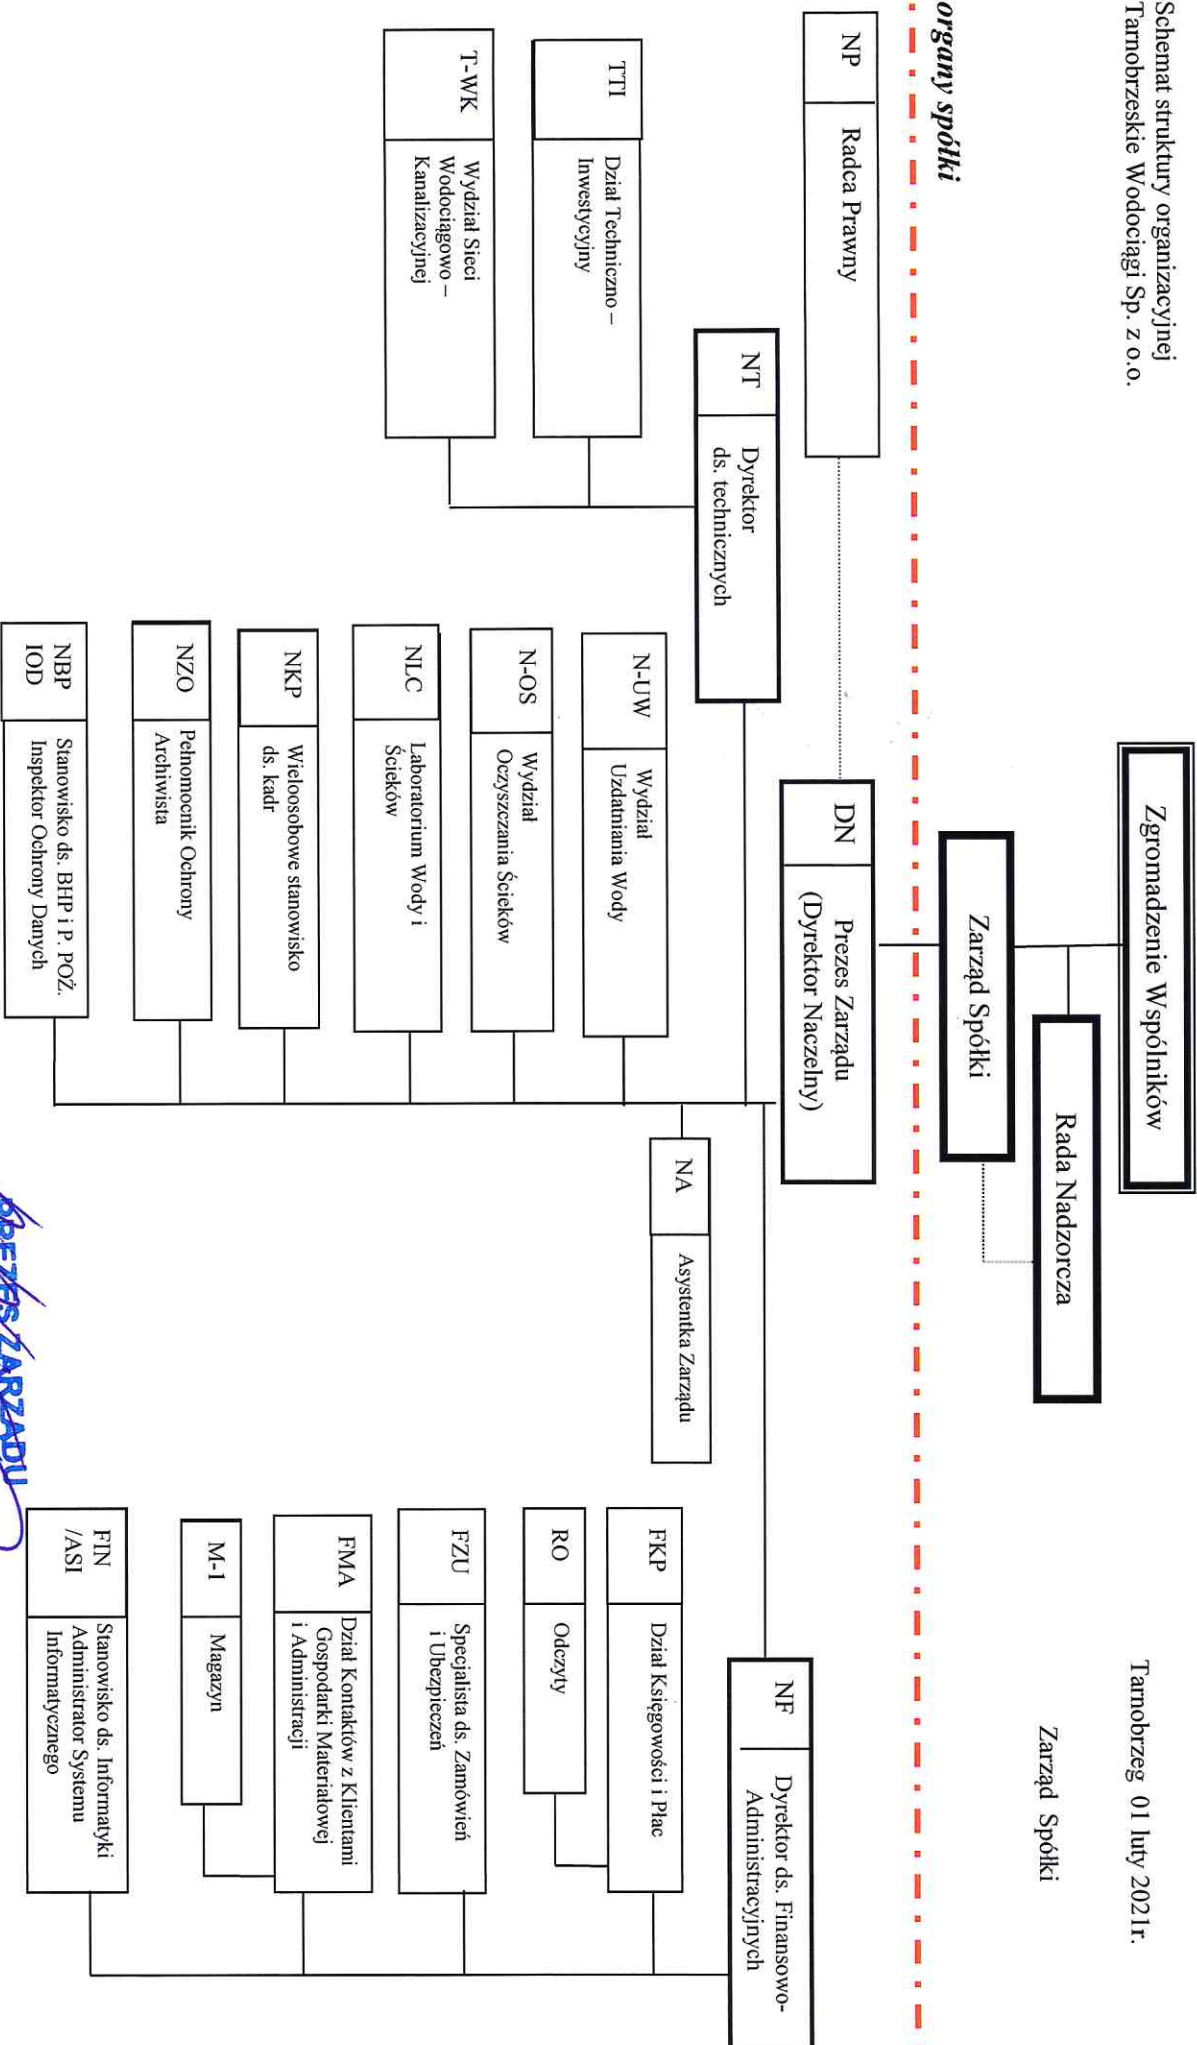 Schemat struktury organizacyjnej
Tarnobrzeskie Wodociągi Sp. z o.o.
Tarnobrzeg 01 luty 2021r.
Zarząd Spółki
Zgromadzenie Wspólników
Rada Nadzorcza
Zarząd Spółki
organy spółki
NP
Radca Prawny
DN
Prezes Zarządu
(Dyrektor Naczelny)
NT
Dyrektor
ds. technicznych
NF
Dyrektor ds. Finansowo-
Administracyjnych
TTI
Dział Techniczno –
Inwestycyjny
T-WK
Wydział Sieci
Wodociągowo –
Kanalizacyjnej
NA
Asystentka Zarządu
N-UW
Wydział
Uzdatniania Wody
N-OS
Wydział
Oczyszczania Ścieków
NLC
Laboratorium Wody i
Ścieków
NKP
Wieloosobowe stanowisko
ds. kadr
NZO
Pełnomocnik Ochrony
Archiwista
NBP
IOD
Stanowisko ds. BHP i P. POŻ.
Inspektor Ochrony Danych
FKP
Dział Księgowości i Płac
RO
Odczyty
FZU
Specjalista ds. Zamówień
i Ubezpieczeń
FMA
Dział Kontaktów z Klientami
Gospodarki Materiałowej
i Administracji
M-1
Magazyn
FIN
/ASI
Stanowisko ds. Informatyki
Administrator Systemu
Informatycznego
PREZES ZARZĄDU